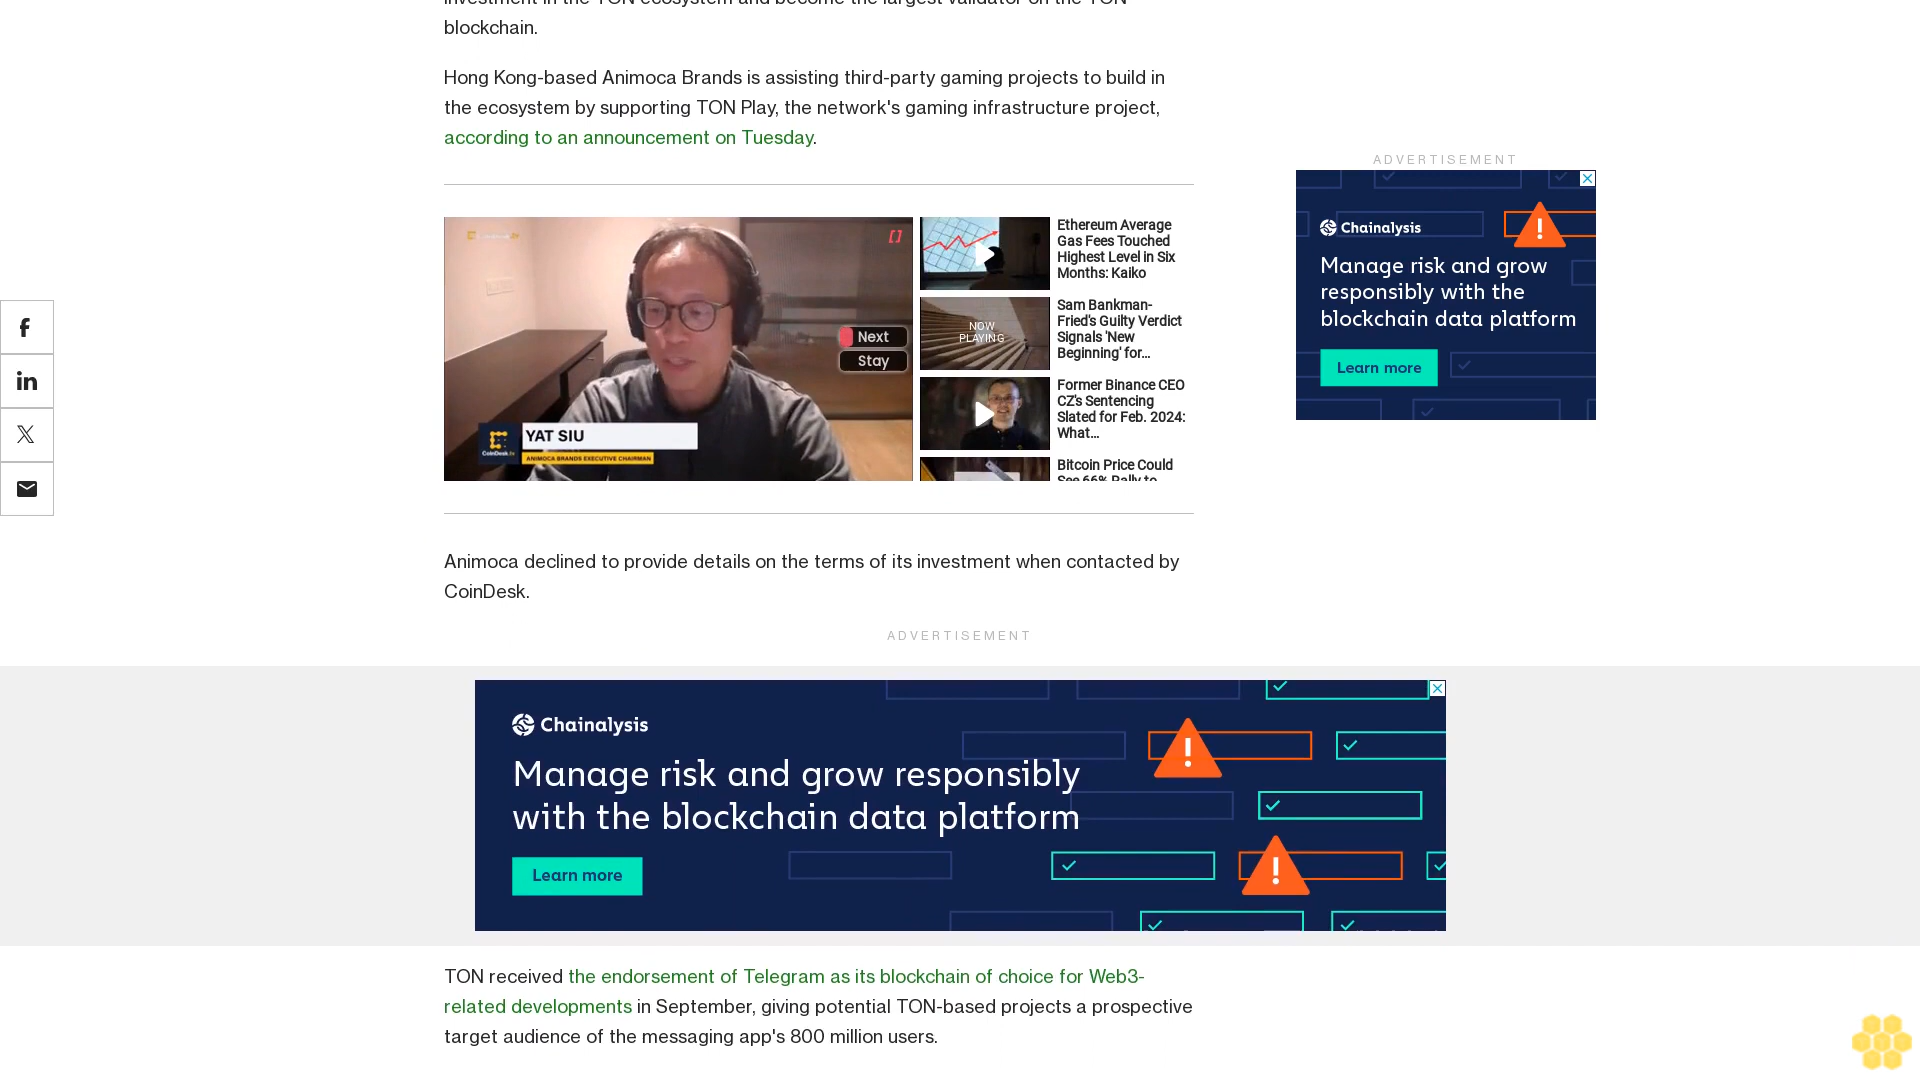 blockchain.
Hong Kong-based Animoca Brands is assisting third-party gaming projects to build in
the ecosystem by supporting TON Play, the network's gaming infrastructure project,
according to an announcement on Tuesday.
Next
Stay
YAT SIU
CoinDesk.tv
ANIMOCA BRANDS EXECUTIVE CHAIRMAN
Ethereum Average
Gas Fees Touched
Highest Level in Six
Months: Kaiko
NOW
PLAYING
Sam Bankman-
Fried's Guilty Verdict
Signals 'New
Beginning' for...
Former Binance CEO
CZ's Sentencing
Slated for Feb. 2024:
What...
Bitcoin Price Could
See 66% Rally to
ADVERTISEMENT
Chainalysis
Manage risk and grow
responsibly with the
blockchain data platform
Learn more
Animoca declined to provide details on the terms of its investment when contacted by
CoinDesk.
ADVERTISEMENT
Chainalysis
Manage risk and grow responsibly
with the blockchain data platform
Learn more
TON received the endorsement of Telegram as its blockchain of choice for Web3-
related developments in September, giving potential TON-based projects a prospective
target audience of the messaging app's 800 million users.